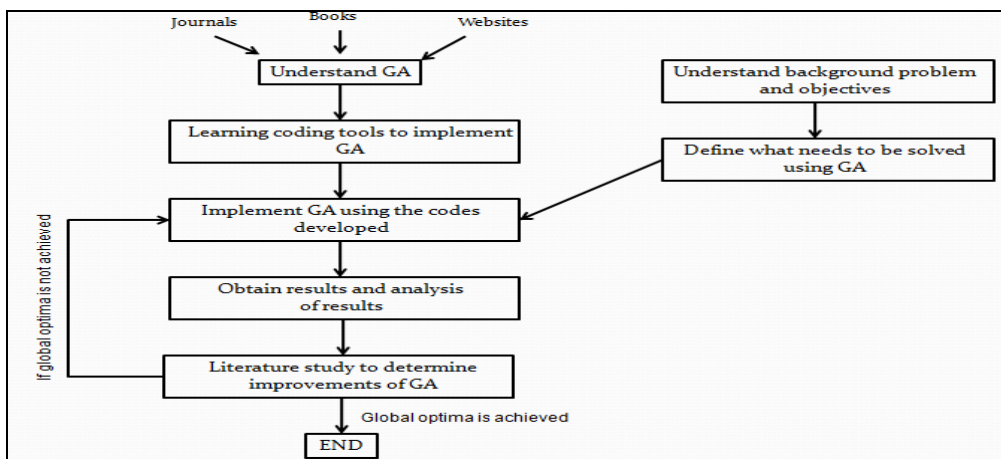 Journals
Books
Websites
Understand GA
Learning coding tools to implement
GA
Implement GA using the codes
developed
Obtain results and analysis
of results
Literature study to determine
improvements of GA
Global optima is achieved
END
If global optima is not achieved
Understand background problem
and objectives
Define what needs to be solved
using GA